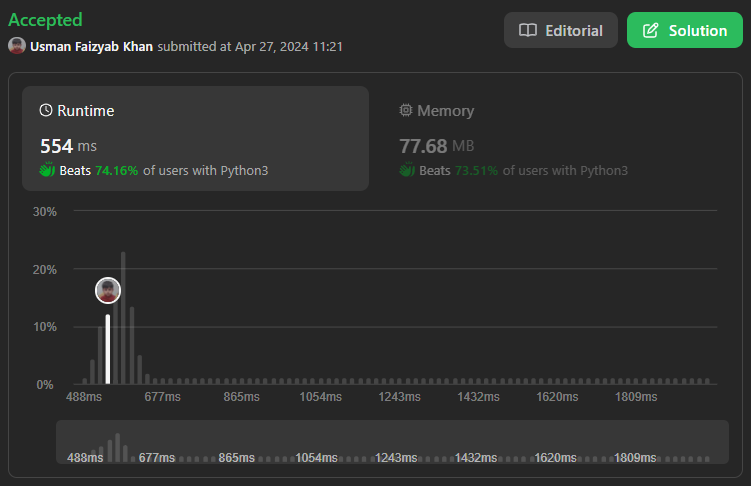 Accepted
Usman Faizyab Khan submitted at Apr 27, 2024 11:21
Editorial
Solution
Runtime
554 ms
Beats 74.16% of users with Python3
Memory
77.68 MB
Beats 73.51% of users with Python3
30%
20%
10%
0%
488ms 677ms 865ms 1054ms 1243ms 1432ms 1620ms 1809ms
488ms 677ms 865ms 1054ms 1243ms 1432ms 1620ms 1809ms